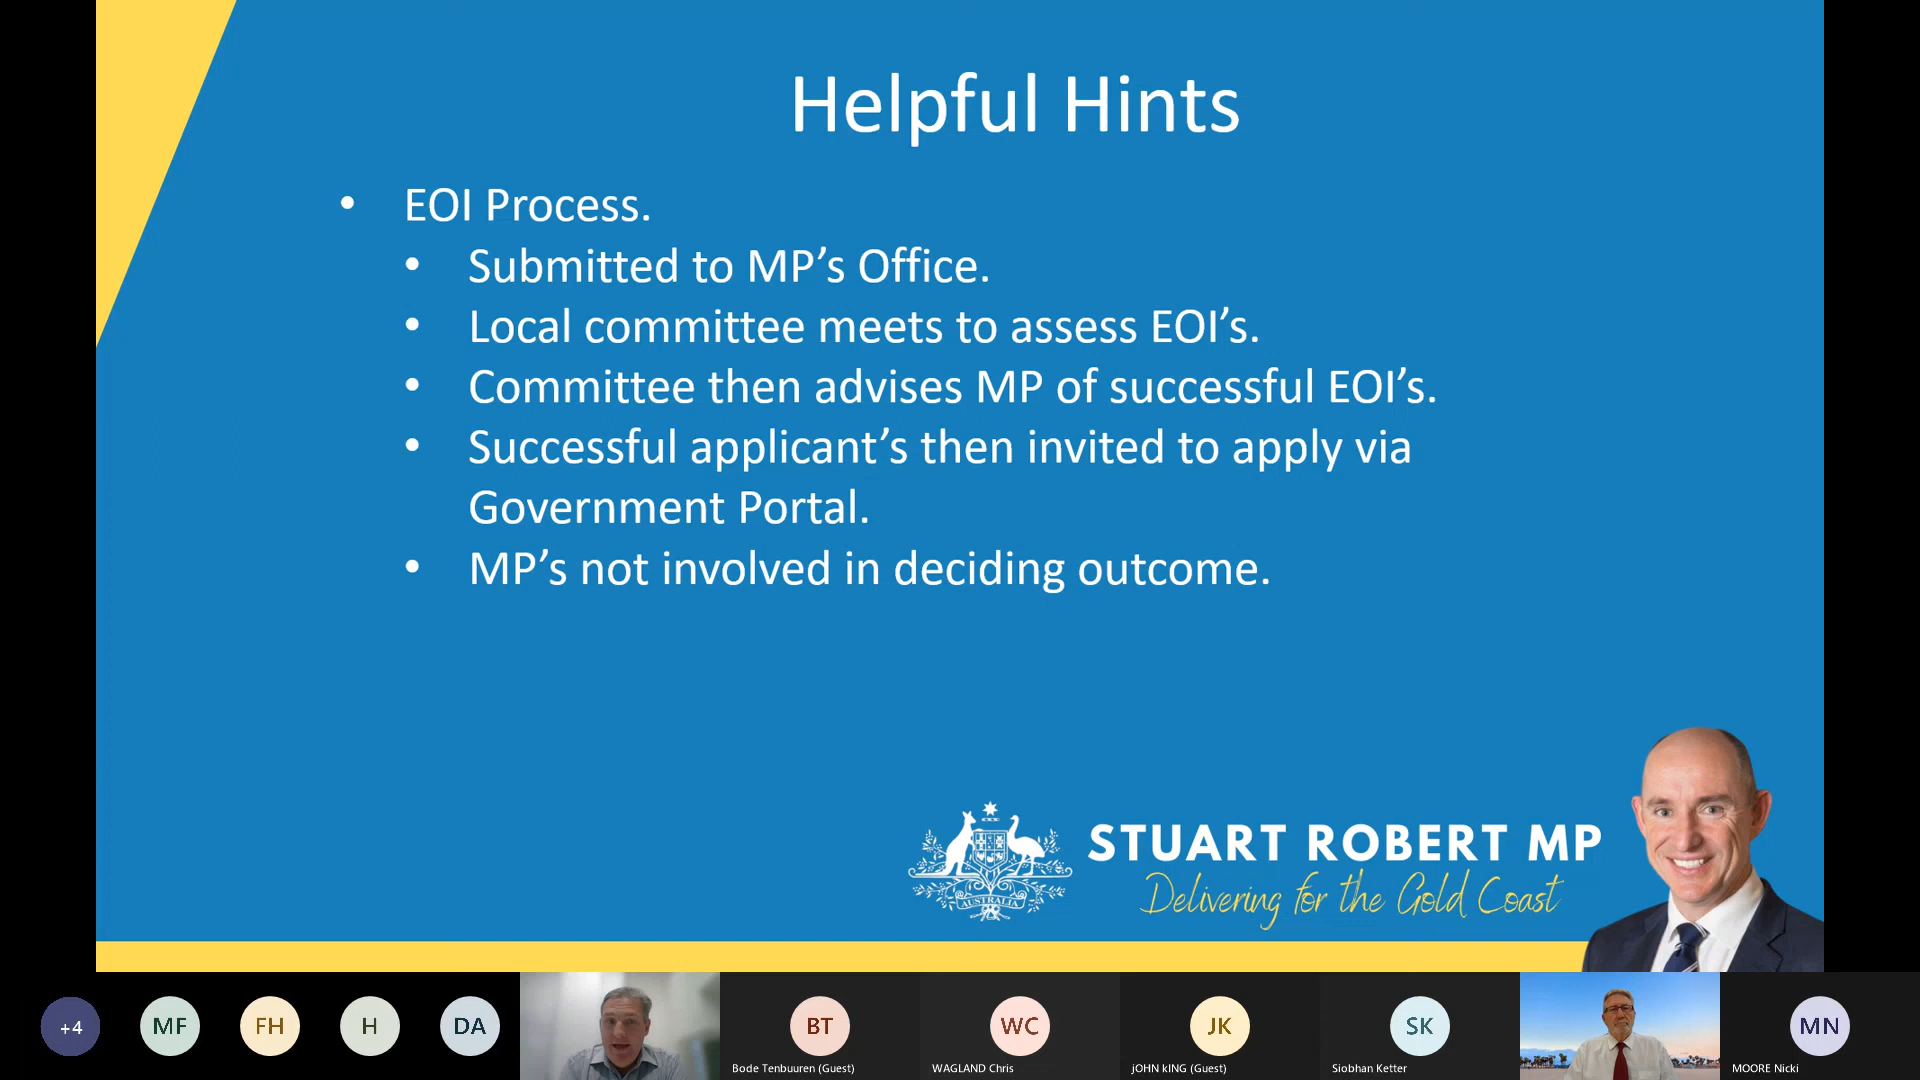 Helpful Hints
• EOI Process.
• Submitted to MP’s Office.
• Local committee meets to assess EOI’s.
• Committee then advises MP of successful EOI’s.
• Successful applicant’s then invited to apply via
Government Portal.
• MP’s not involved in deciding outcome.
AUSTRALIA
STUART ROBERT MP
Delivering for the Gold Coast
+4
MF
FH
H
DA
BT
WC
JK
SK
MN
Bode Tenbuuren (Guest)
WAGLAND Chris
jOHN kING (Guest)
Siobhan Ketter
MOORE Nicki